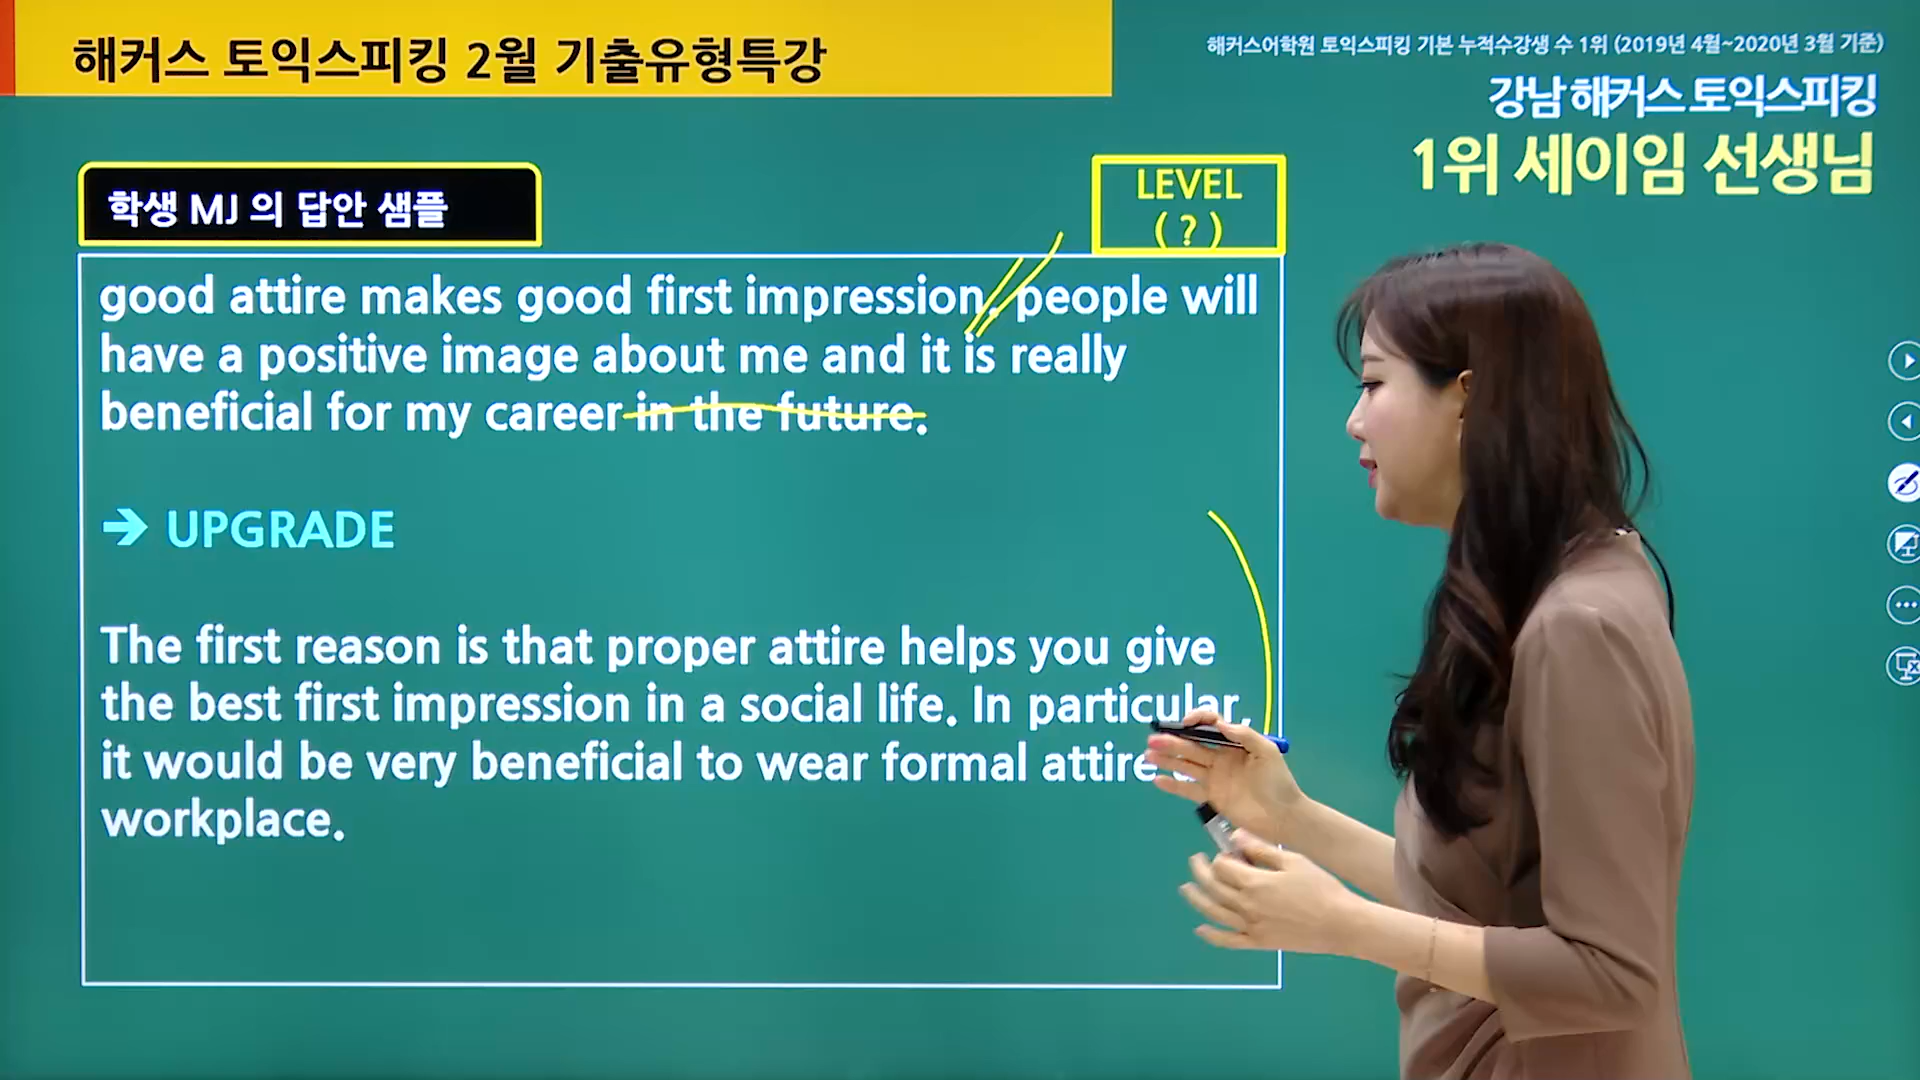 해커스 토익스피킹 2월 기출유형특강
해커스어학원 토익스피킹 기본 누적수강생 수 1위 (2019년 4월~2020년 3월 기준)
강남 해커스 토익스피킹
1위 세이임 선생님
학생 MJ 의 답안 샘플
LEVEL
( ? )
good attire makes good first impression, people will
have a positive image about me and it is really
beneficial for my career in the future.
➔ UPGRADE
The first reason is that proper attire helps you give
the best first impression in a social life. In particular,
it would be very beneficial to wear formal attire
workplace.